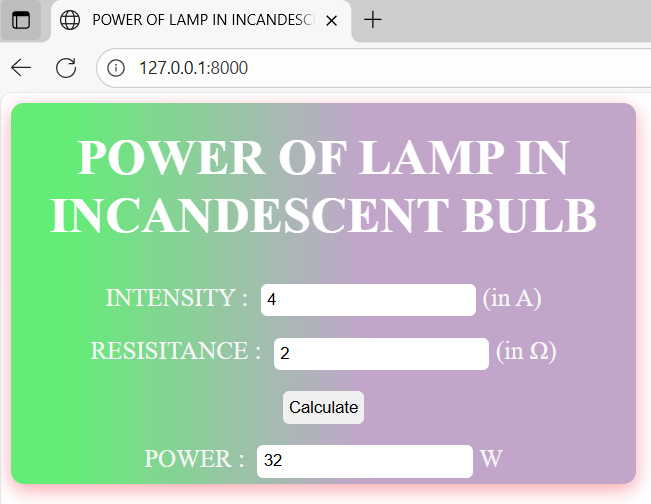 POWER OF LAMP IN INCANDESC
127.0.0.1:8000
POWER OF LAMP IN
INCANDESCENT BULB
INTENSITY : 4 (in A)
RESISITANCE : 2 (in Ω)
Calculate
POWER : 32 W